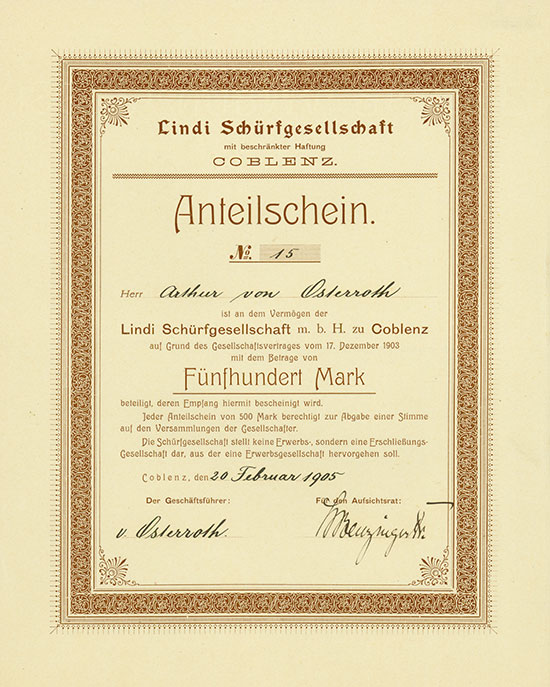 Lindi Schürfgesellschaft
mit beschränkter Haftung
COBLENZ.
Anteilschein.
No. 15
Herr Arthur von Osterroth
ist an dem Vermögen der
Lindi Schürfgesellschaft m. b. H. zu Coblenz
auf Grund des Gesellschaftsvertrages vom 17. Dezember 1903
mit dem Betrage von
Fünfhundert Mark
beteiligt, deren Empfang hiermit bescheinigt wird.
Jeder Anteilschein von 500 Mark berechtigt zur Abgabe einer Stimme
auf den Versammlungen der Gesellschafter.
Die Schürfgesellschaft stellt keine Erwerbs-, sondern eine Erschließungs-
Gesellschaft dar, aus der eine Erwerbsgesellschaft hervorgehen soll.
Coblenz, den 20 Februar 1905
Der Geschäftsführer: Für den Aufsichtsrat:
v. Osterroth.